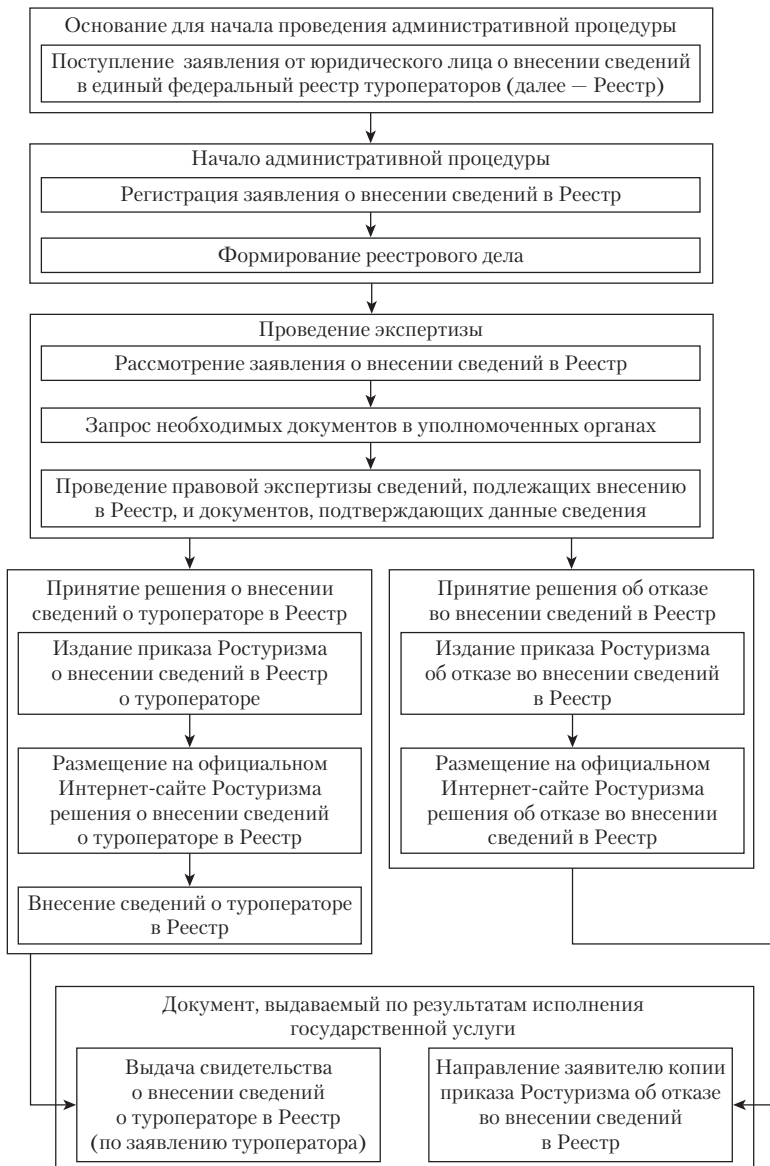 Основание для начала проведения административной процедуры
Поступление заявления от юридического лица о внесении сведений
в единый федеральный реестр туроператоров (далее — Реестр)
Начало административной процедуры
Регистрация заявления о внесении сведений в Реестр
Формирование реестрового дела
Проведение экспертизы
Рассмотрение заявления о внесении сведений в Реестр
Запрос необходимых документов в уполномоченных органах
Проведение правовой экспертизы сведений, подлежащих внесению
в Реестр, и документов, подтверждающих данные сведения
Принятие решения о внесении
сведений о туроператоре в Реестр
Издание приказа Ростуризма
о внесении сведений в Реестр
о туроператоре
Размещение на официальном
Интернет-сайте Ростуризма
решения о внесении сведений
о туроператоре в Реестр
Внесение сведений о туроператоре
в Реестр
Принятие решения об отказе
во внесении сведений в Реестр
Издание приказа Ростуризма
об отказе во внесении сведений
в Реестр
Размещение на официальном
Интернет-сайте Ростуризма
решения об отказе во внесении
сведений в Реестр
Документ, выдаваемый по результатам исполнения
государственной услуги
Выдача свидетельства
о внесении сведений
о туроператоре в Реестр
(по заявлению туроператора)
Направление заявителю копии
приказа Ростуризма об отказе
во внесении сведений
в Реестр